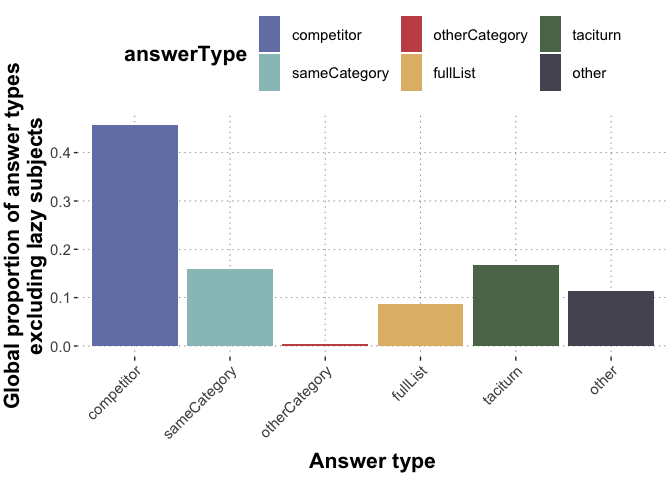 answerType
competitor
otherCategory
taciturn
sameCategory
fullList
other
Global proportion of answer types
excluding lazy subjects
0.4
0.3
0.2
0.1
0.0
competitor
sameCategory
otherCategory
fullList
taciturn
other
Answer type